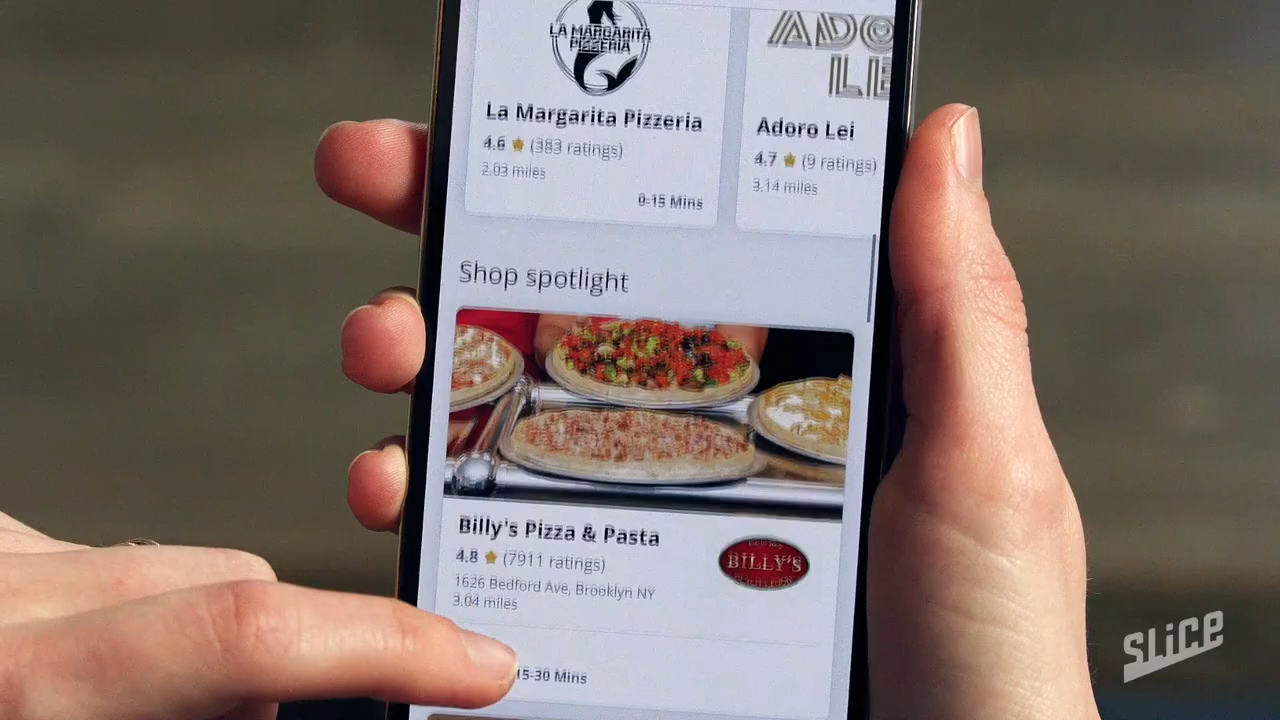 LA MARGARITA
PIZZERIA
La Margarita Pizzeria
4.6 ★ (383 ratings)
2.03 miles
0-15 Mins
ADO
LE
Adoro Lei
4.7 ★ (9 ratings)
3.14 miles
Shop spotlight
Billy's Pizza & Pasta
4.8 ★ (7911 ratings)
1626 Bedford Ave, Brooklyn NY
3.04 miles
BILLY'S
15-30 Mins
SLiCE